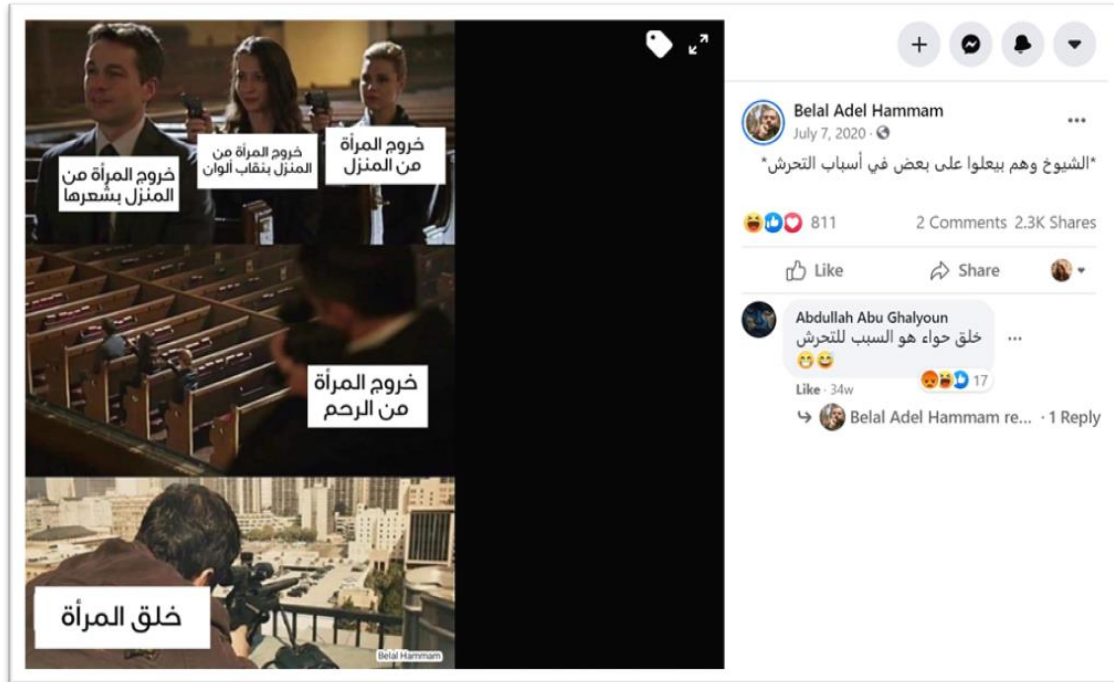 خروج المرأة من
المنزل بشعرها
خروج المرأة من
المنزل بنقاب ألوان
خروج المرأة
من المنزل
خروج المرأة
من الرحم
خلق المرأة
Belal Hammam
Belal Adel Hammam
July 7, 2020 ·
*الشيوخ وهم بيعلوا على بعض في أسباب التحرش*
811
2 Comments 2.3K Shares
Like
Share
Abdullah Abu Ghalyoun
خلق حواء هو السبب للتحرش
17
Like · 34w
Belal Adel Hammam re... · 1 Reply